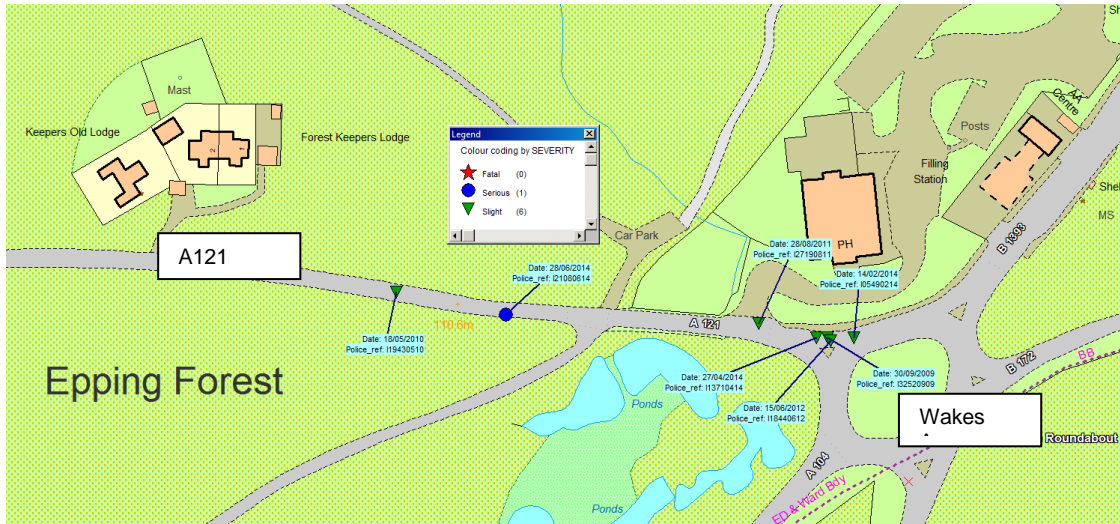 Mast
Keepers Old Lodge
Forest Keepers Lodge
2
1
Legend
Colour coding by SEVERITY
Fatal (0)
Serious (1)
Slight (6)
AA
Centre
Posts
Filling
Station
MS
PH
B 1393
Car Park
A121
Date: 28/08/2011
Police_ref: I27190811
Date: 14/02/2014
Police_ref: I05490214
Date: 28/06/2014
Police_ref: I21080614
110.6m
A 121
Date: 18/05/2010
Police_ref: I19430510
Epping Forest
Date: 27/04/2014
Police_ref: I13710414
Date: 30/09/2009
Police_ref: I32520909
B 172
BB
Date: 15/06/2012
Police_ref: I18440612
Ponds
Wakes
Roundabout
A 104
ED & Ward Bdy
Ponds